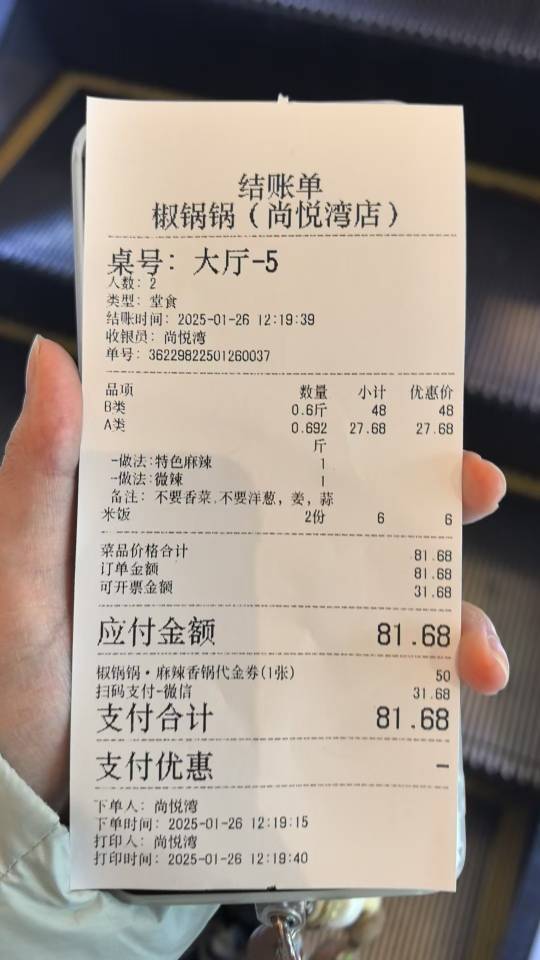 结账单
椒锅锅（尚悦湾店）
桌号：大厅-5
人数：2
类型：堂食
结账时间：2025-01-26 12:19:39
收银员：尚悦湾
单号：36229822501260037
品项 数量 小计 优惠价
B类 0.6斤 48 48
A类 0.692 27.68 27.68
斤
-做法:特色麻辣 1
-做法:微辣 1
备注：不要香菜,不要洋葱，姜，蒜
米饭 2份 6 6
菜品价格合计 81.68
订单金额 81.68
可开票金额 31.68
应付金额 81.68
椒锅锅·麻辣香锅代金券(1张) 50
扫码支付-微信 31.68
支付合计 81.68
支付优惠 -
下单人：尚悦湾
下单时间：2025-01-26 12:19:15
打印人：尚悦湾
打印时间：2025-01-26 12:19:40